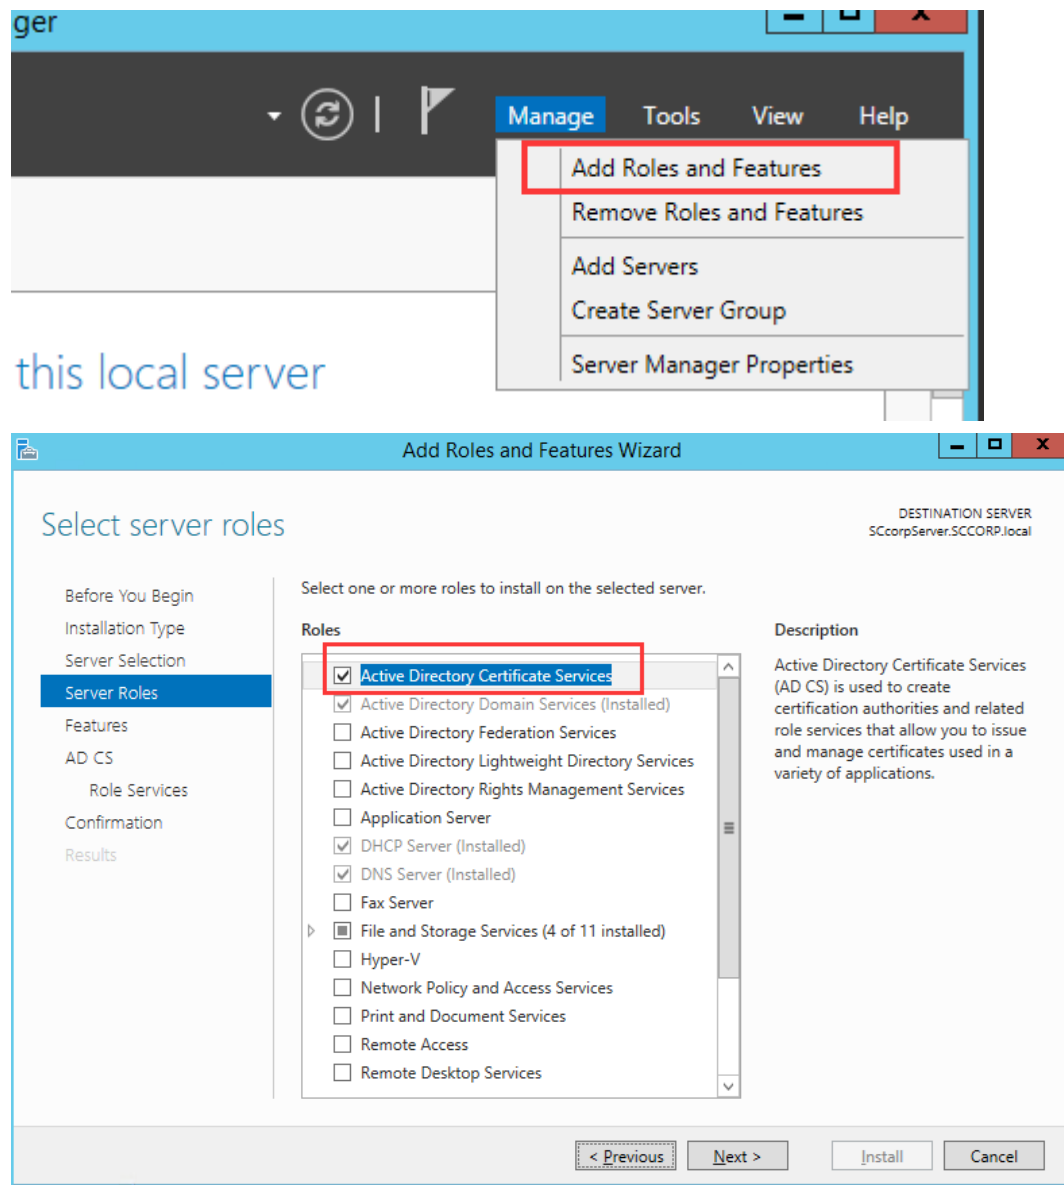 ger
Manage Tools View Help
Add Roles and Features
Remove Roles and Features
Add Servers
Create Server Group
Server Manager Properties
this local server
Add Roles and Features Wizard
Select server roles
DESTINATION SERVER
SCcorpServer.SCCORP.local
Before You Begin
Installation Type
Server Selection
Server Roles
Features
AD CS
Role Services
Confirmation
Results
Select one or more roles to install on the selected server.
Roles
Active Directory Certificate Services
Active Directory Domain Services (Installed)
Active Directory Federation Services
Active Directory Lightweight Directory Services
Active Directory Rights Management Services
Application Server
DHCP Server (Installed)
DNS Server (Installed)
Fax Server
File and Storage Services (4 of 11 installed)
Hyper-V
Network Policy and Access Services
Print and Document Services
Remote Access
Remote Desktop Services
Description
Active Directory Certificate Services
(AD CS) is used to create
certification authorities and related
role services that allow you to issue
and manage certificates used in a
variety of applications.
< Previous Next > Install Cancel